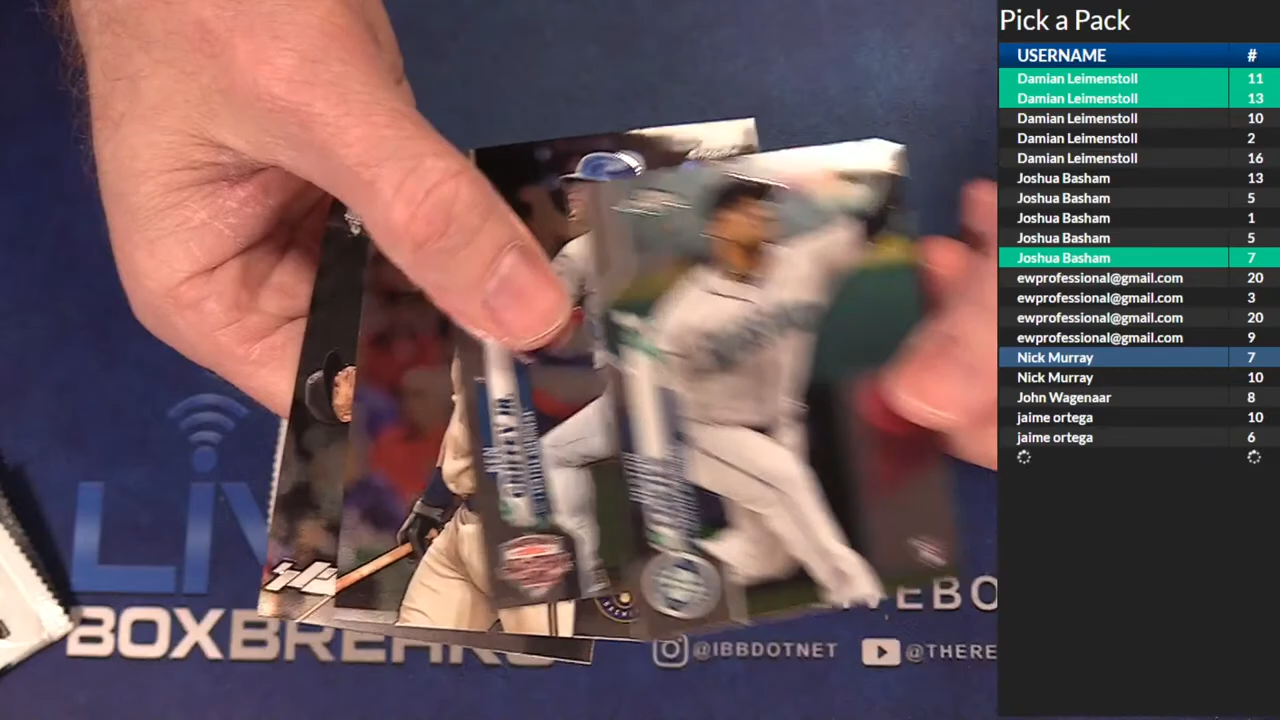 Pick a Pack
USERNAME #
Damian Leimenstoll 11
Damian Leimenstoll 13
Damian Leimenstoll 10
Damian Leimenstoll 2
Damian Leimenstoll 16
Joshua Basham 13
Joshua Basham 5
Joshua Basham 1
Joshua Basham 5
Joshua Basham 7
ewprofessional@gmail.com 20
ewprofessional@gmail.com 3
ewprofessional@gmail.com 20
ewprofessional@gmail.com 9
Nick Murray 7
Nick Murray 10
John Wagenaar 8
jaime ortega 10
jaime ortega 6
LIV
BOXBREAKS
VEBO
@IBBDOTNET
@THERE